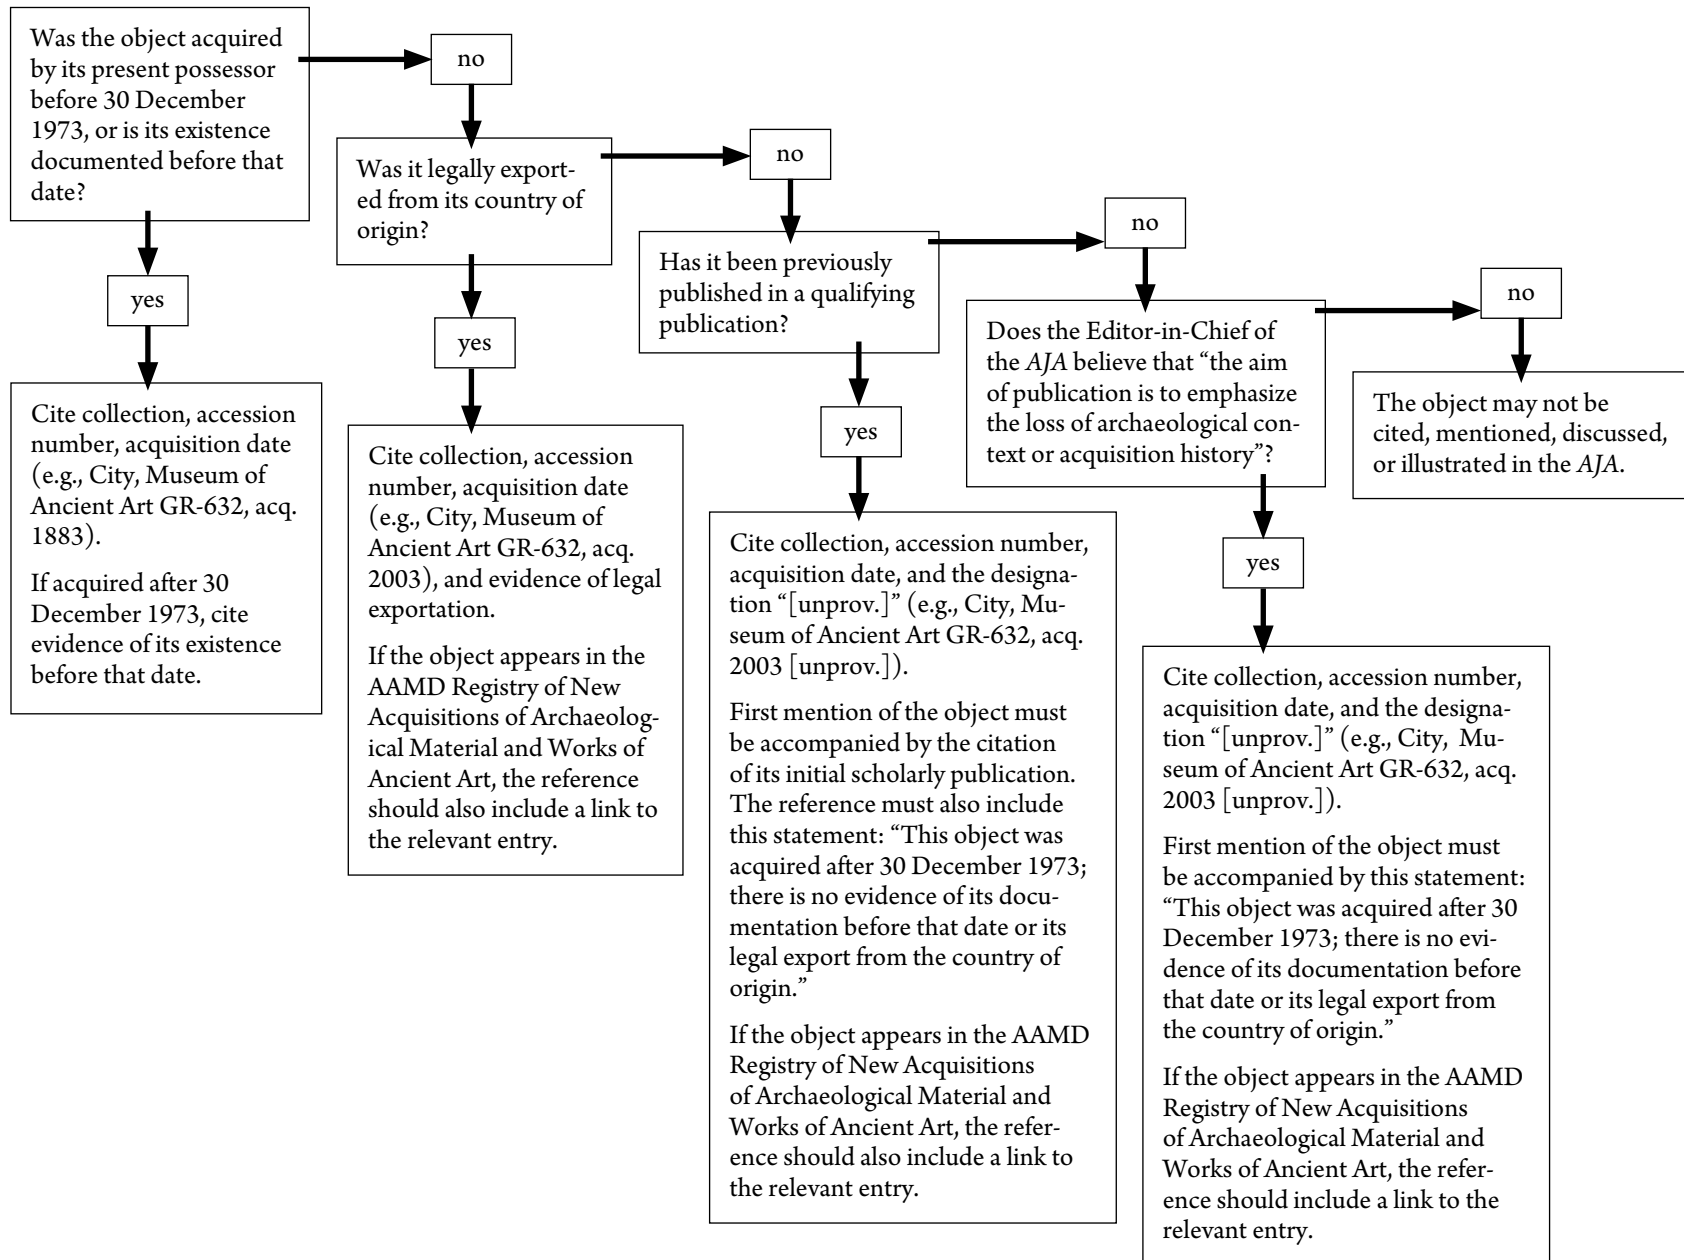 Was the object acquired
by its present possessor
before 30 December
1973, or is its existence
documented before that
date?
no
yes
Cite collection, accession
number, acquisition date
(e.g., City, Museum of
Ancient Art GR-632, acq.
1883).
If acquired after 30
December 1973, cite
evidence of its existence
before that date.
Was it legally export-
ed from its country of
origin?
no
yes
Cite collection, accession
number, acquisition date
(e.g., City, Museum of
Ancient Art GR-632, acq.
2003), and evidence of legal
exportation.
If the object appears in the
AAMD Registry of New
Acquisitions of Archaeolog-
ical Material and Works of
Ancient Art, the reference
should also include a link to
the relevant entry.
Has it been previously
published in a qualifying
publication?
no
yes
Cite collection, accession number,
acquisition date, and the designa-
tion “[unprov.]” (e.g., City, Mu-
seum of Ancient Art GR-632, acq.
2003 [unprov.]).
First mention of the object must
be accompanied by the citation
of its initial scholarly publication.
The reference must also include
this statement: “This object was
acquired after 30 December 1973;
there is no evidence of its docu-
mentation before that date or its
legal export from the country of
origin.”
If the object appears in the AAMD
Registry of New Acquisitions
of Archaeological Material and
Works of Ancient Art, the refer-
ence should also include a link to
the relevant entry.
Does the Editor-in-Chief of
the AJA believe that “the aim
of publication is to emphasize
the loss of archaeological con-
text or acquisition history”?
no
yes
Cite collection, accession number,
acquisition date, and the designa-
tion “[unprov.]” (e.g., City, Mu-
seum of Ancient Art GR-632, acq.
2003 [unprov.]).
First mention of the object must
be accompanied by this statement:
“This object was acquired after 30
December 1973; there is no evi-
dence of its documentation before
that date or its legal export from
the country of origin.”
If the object appears in the AAMD
Registry of New Acquisitions
of Archaeological Material and
Works of Ancient Art, the refer-
ence should include a link to the
relevant entry.
The object may not be
cited, mentioned, discussed,
or illustrated in the AJA.